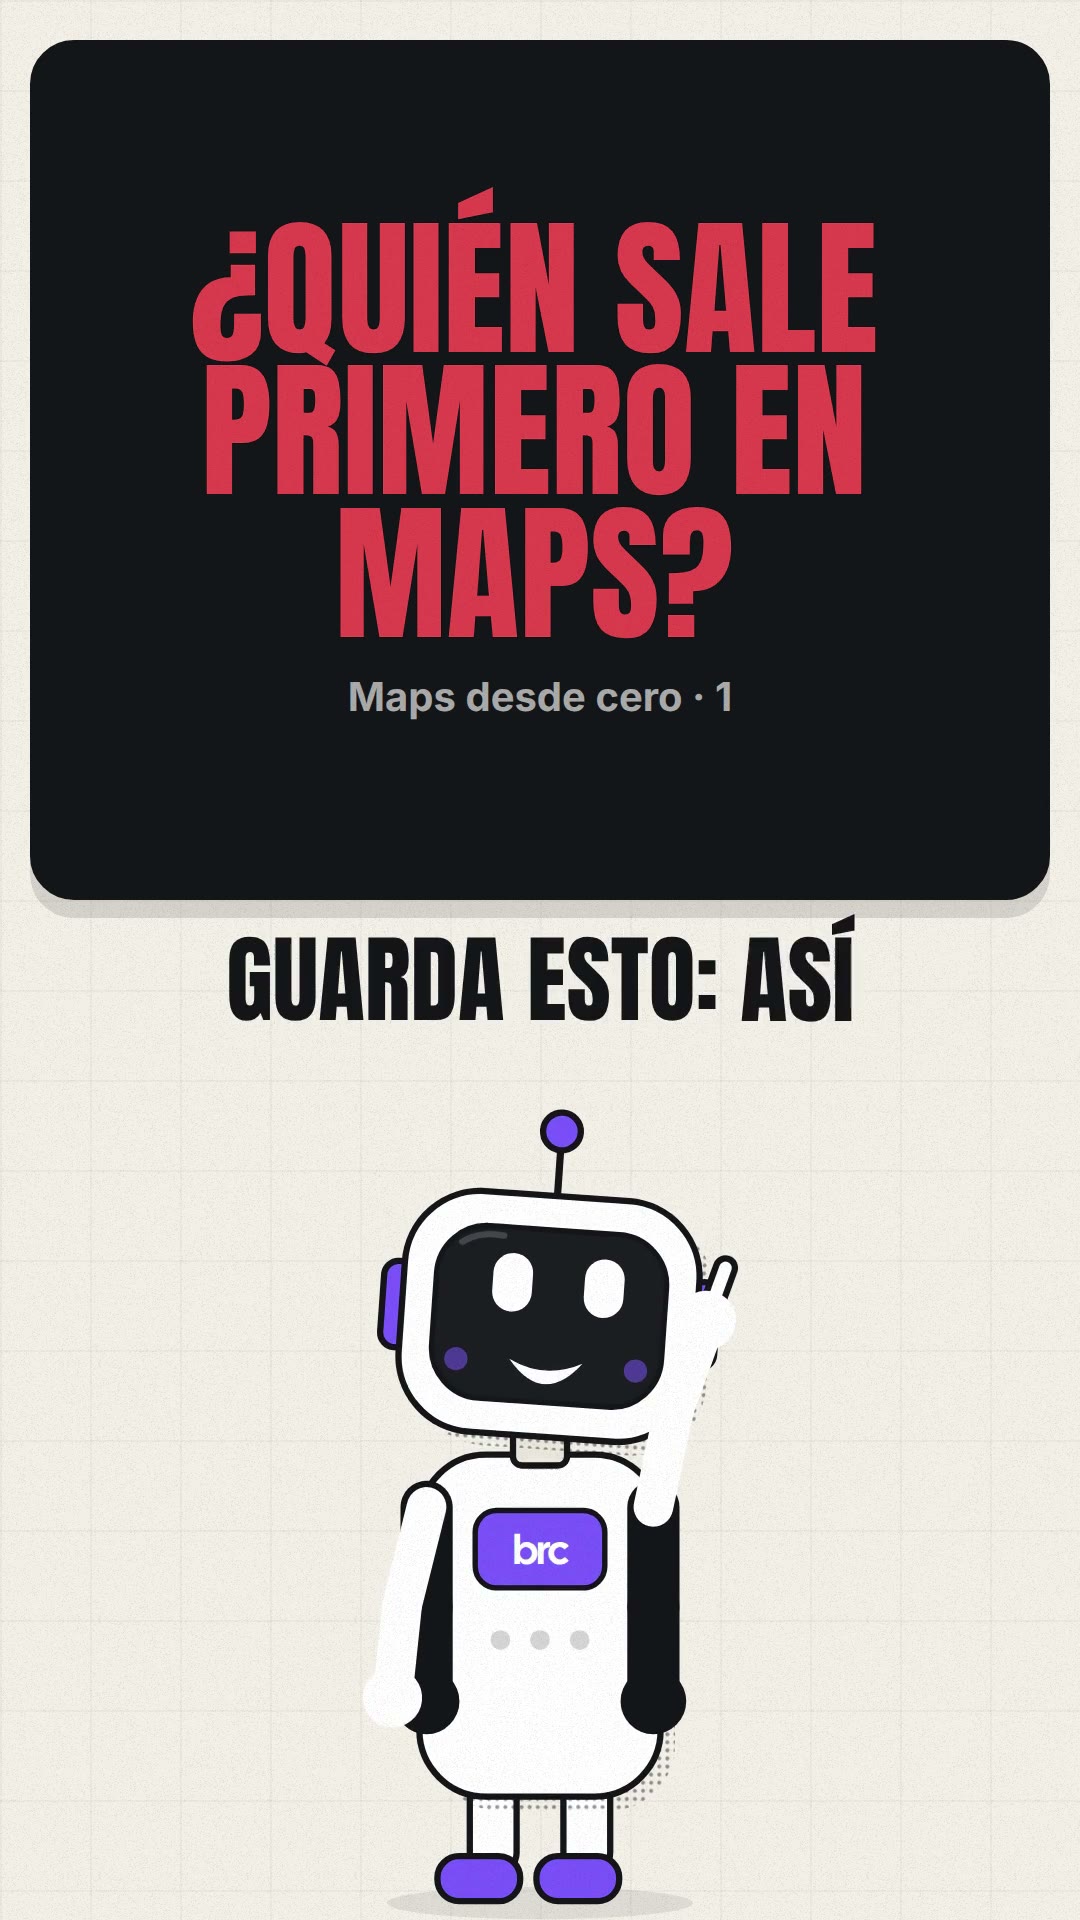 ¿QUIÉN SALE
PRIMERO EN
MAPS?
Maps desde cero · 1
GUARDA ESTO: ASÍ
brc